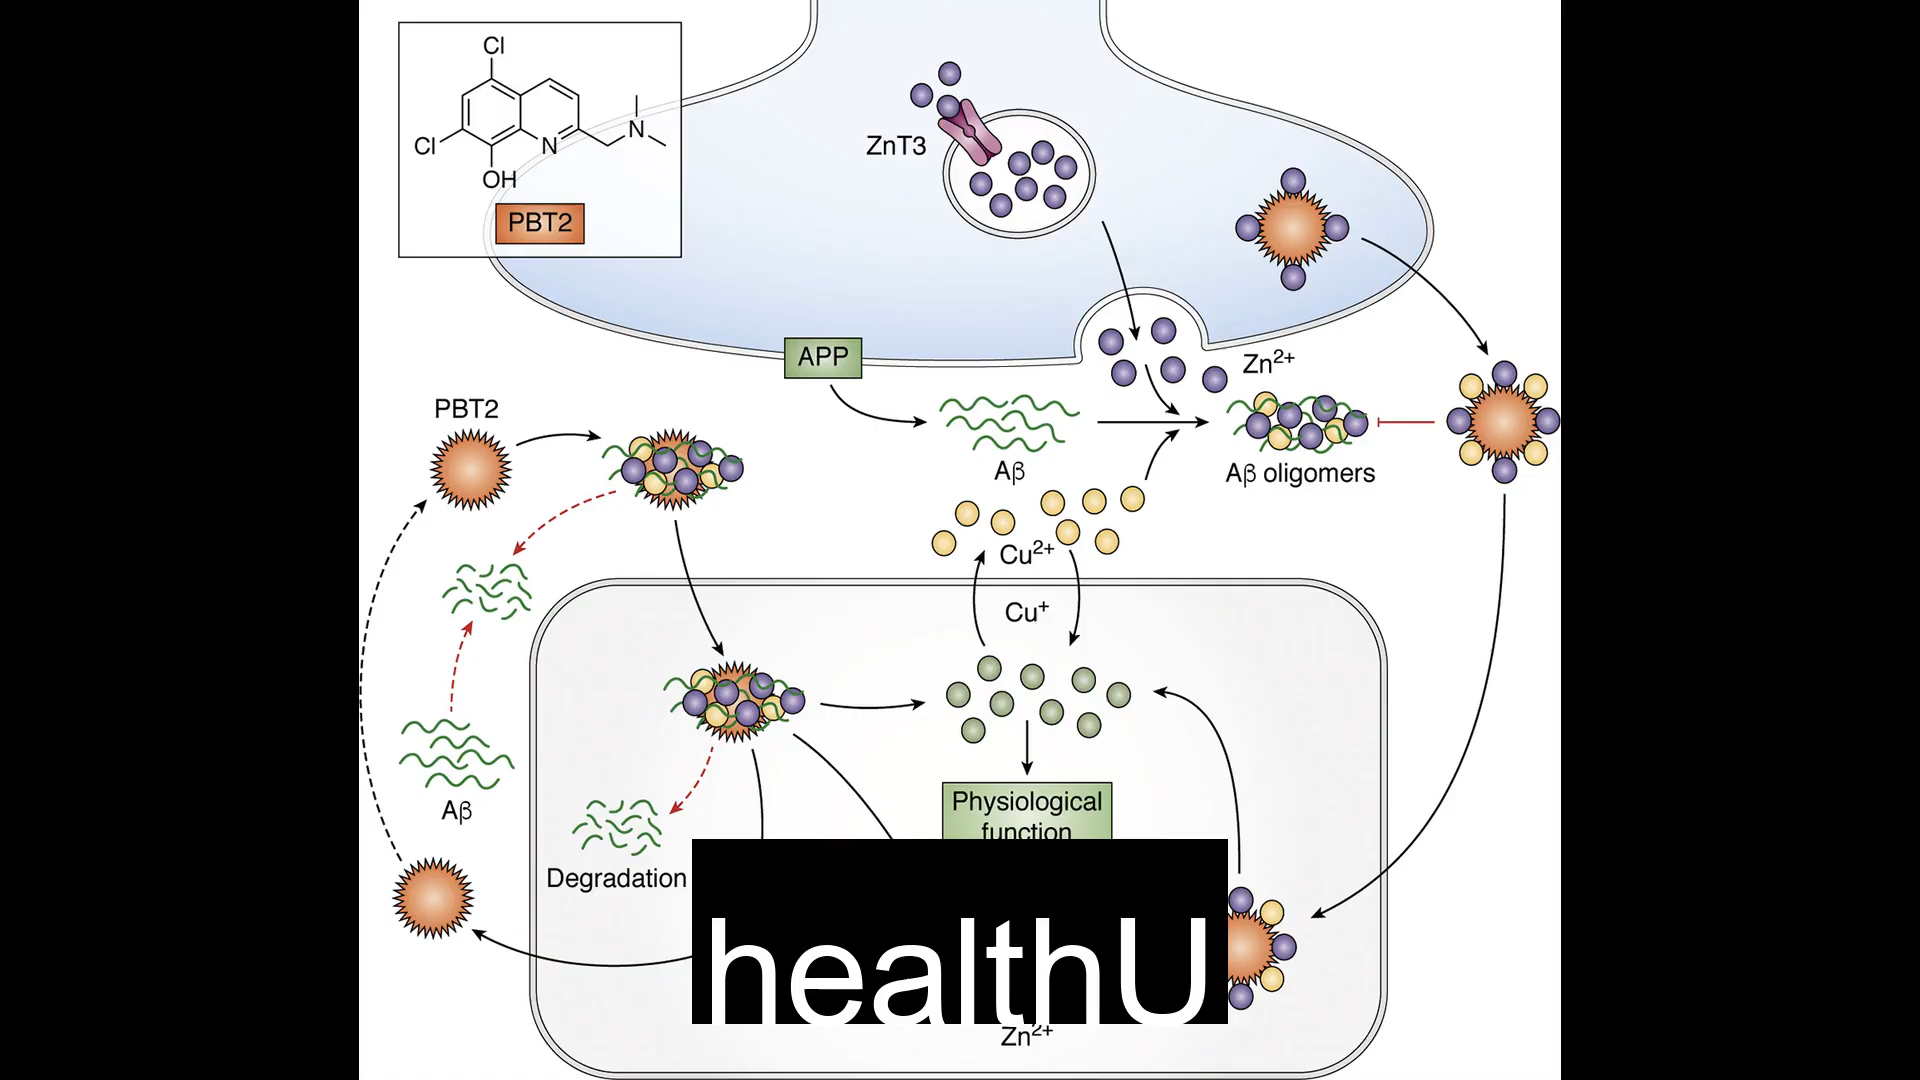 Cl
Cl
N
N
OH
PBT2
ZnT3
APP
Zn²⁺
PBT2
Aβ
Aβ oligomers
Cu²⁺
Cu⁺
Aβ
Physiological
function
Degradation
healthU
Zn²⁺